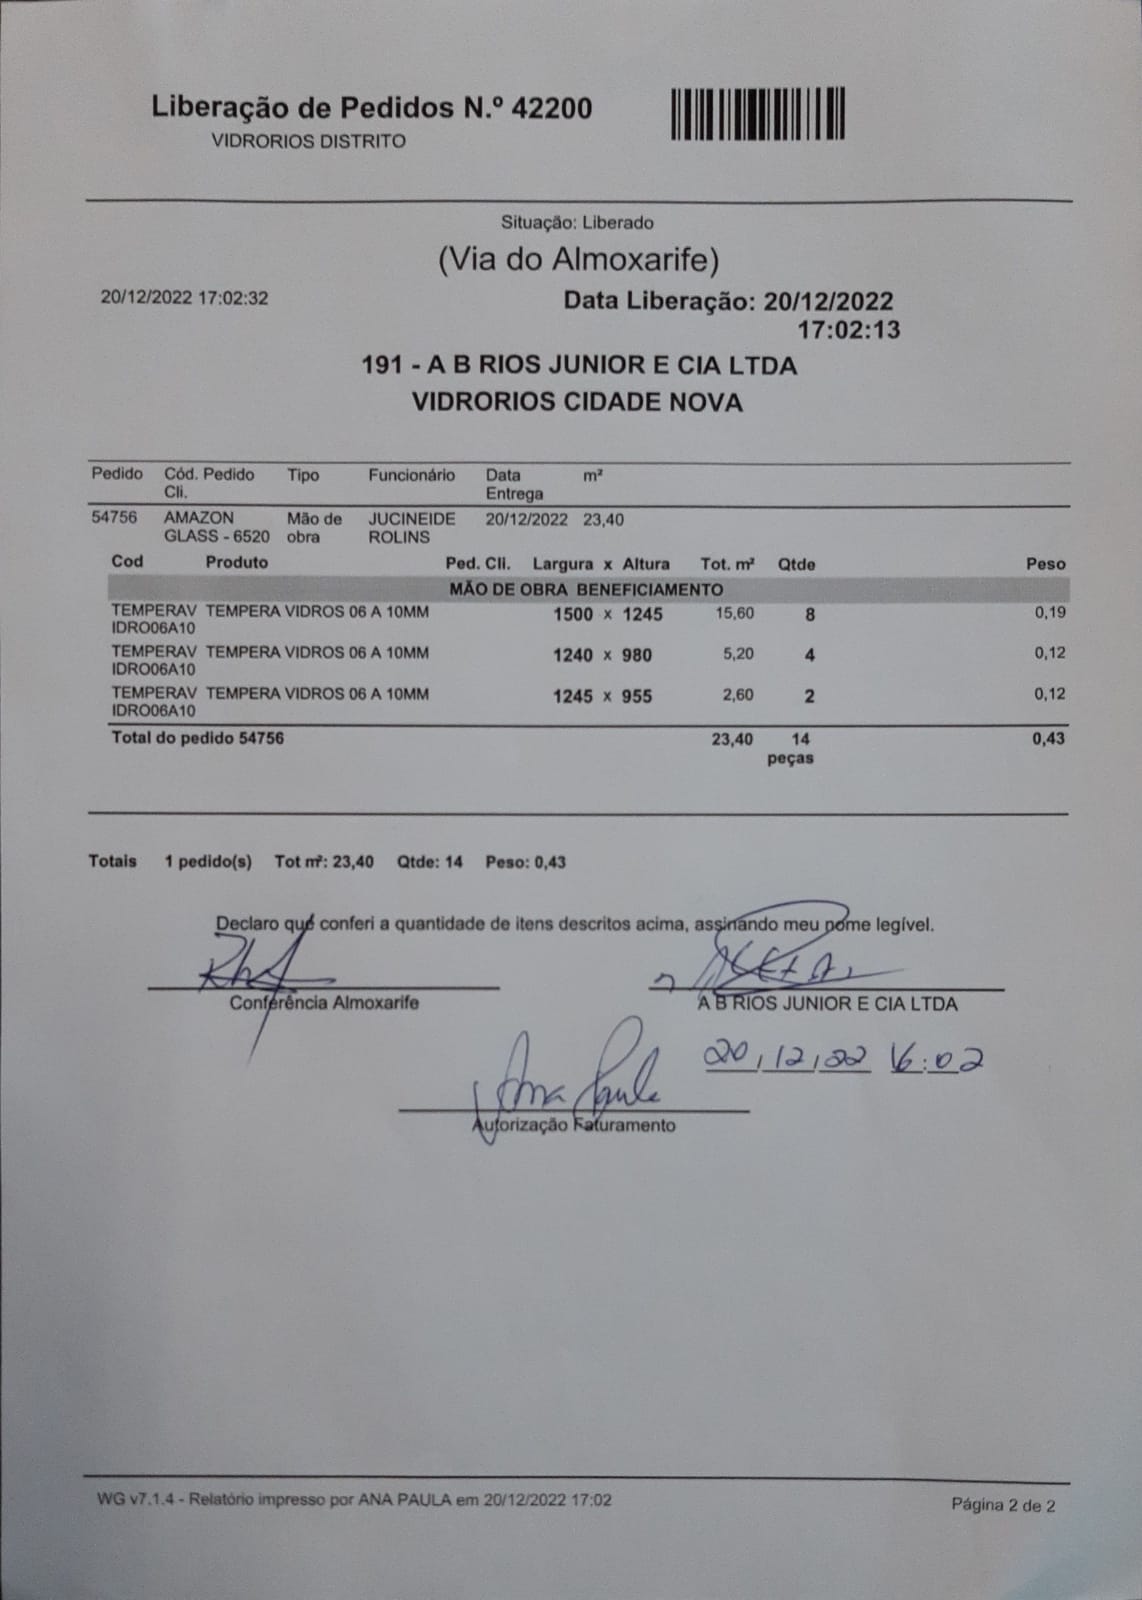 Liberação de Pedidos N.º 42200
VIDRORIOS DISTRITO
Situação: Liberado
(Via do Almoxarife)
20/12/2022 17:02:32 Data Liberação: 20/12/2022
17:02:13
191 - A B RIOS JUNIOR E CIA LTDA
VIDRORIOS CIDADE NOVA
Pedido Cód. Pedido Tipo Funcionário Data m²
Cli. Entrega
54756 AMAZON Mão de JUCINEIDE 20/12/2022 23,40
GLASS - 6520 obra ROLINS
Cod Produto Ped. Cli. Largura x Altura Tot. m² Qtde Peso
MÃO DE OBRA BENEFICIAMENTO
TEMPERAV TEMPERA VIDROS 06 A 10MM 1500 x 1245 15,60 8 0,19
IDRO06A10
TEMPERAV TEMPERA VIDROS 06 A 10MM 1240 x 980 5,20 4 0,12
IDRO06A10
TEMPERAV TEMPERA VIDROS 06 A 10MM 1245 x 955 2,60 2 0,12
IDRO06A10
Total do pedido 54756 23,40 14 0,43
peças
Totais 1 pedido(s) Tot m²: 23,40 Qtde: 14 Peso: 0,43
Declaro que conferi a quantidade de itens descritos acima, assinando meu nome legível.
Conferência Almoxarife A B RIOS JUNIOR E CIA LTDA
20/12/22 16:02
Ana Paula
Autorização Faturamento
WG v7.1.4 - Relatório impresso por ANA PAULA em 20/12/2022 17:02
Página 2 de 2